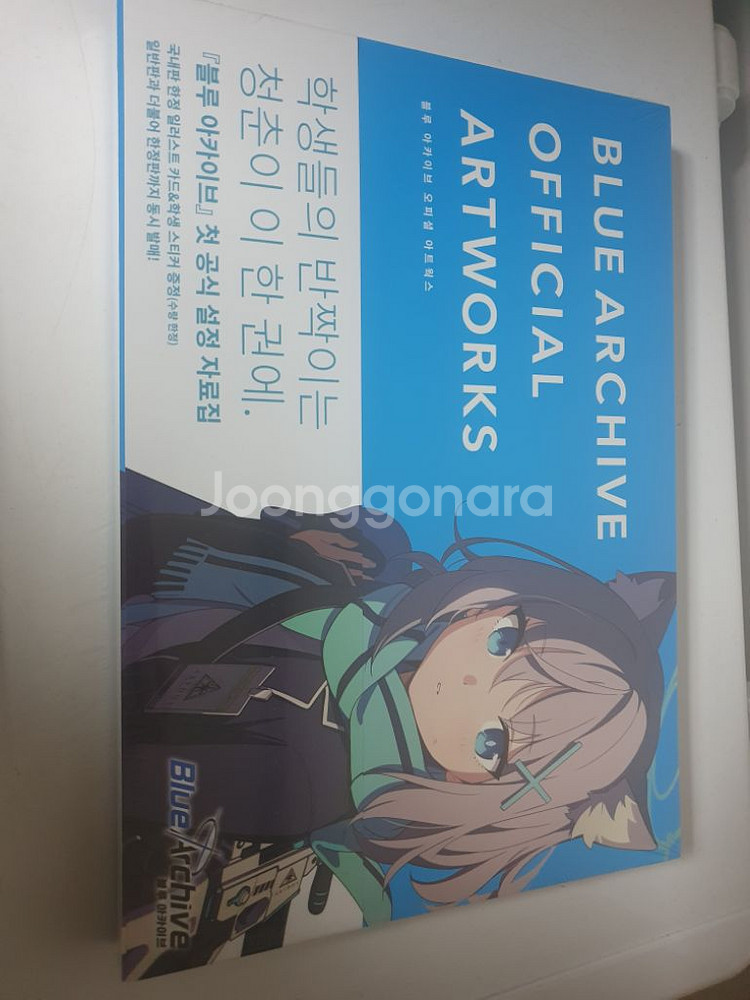 BLUE ARCHIVE
OFFICIAL
ARTWORKS
블루 아카이브 오피셜 아트웍스
학생들의 반짝이는
청춘이 이 한 권에.
『블루 아카이브』 첫 공식 설정 자료집
국내판 한정 일러스트 카드&학생 스티커 증정(수량 한정)
일반판과 더불어 한정판까지 동시 발매!
Joonggonara
Blue Archive
블루 아카이브